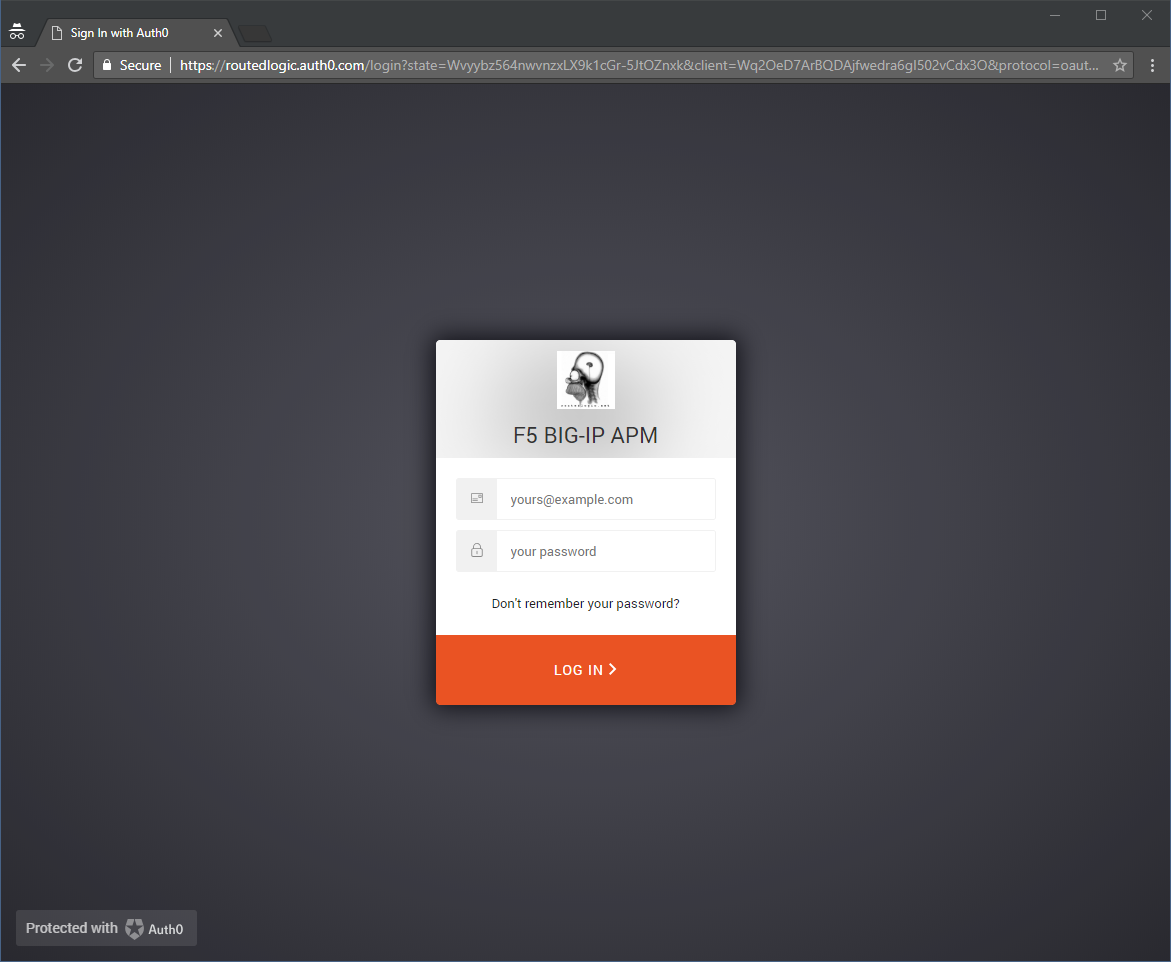 Sign In with Auth0
Secure
https://routedlogic.auth0.com/login?state=Wvyybz564nwvnzxLX9k1cGr-5JtOZnxk&client=Wq2OeD7ArBQDAjfwedra6gI502vCdx3O&protocol=oaut...
F5 BIG-IP APM
yours@example.com
your password
Don't remember your password?
LOG IN
Protected with Auth0